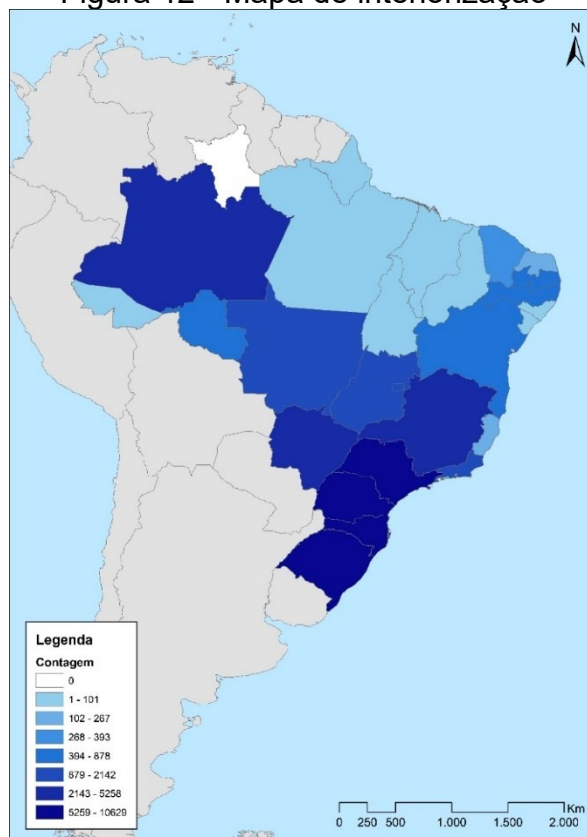 Figura 12 - Mapa de interiorização
N
Legenda
Contagem
0
1 - 101
102 - 267
268 - 393
394 - 878
879 - 2142
2143 - 5258
5259 - 10629
0 250 500 1.000 1.500 2.000 Km